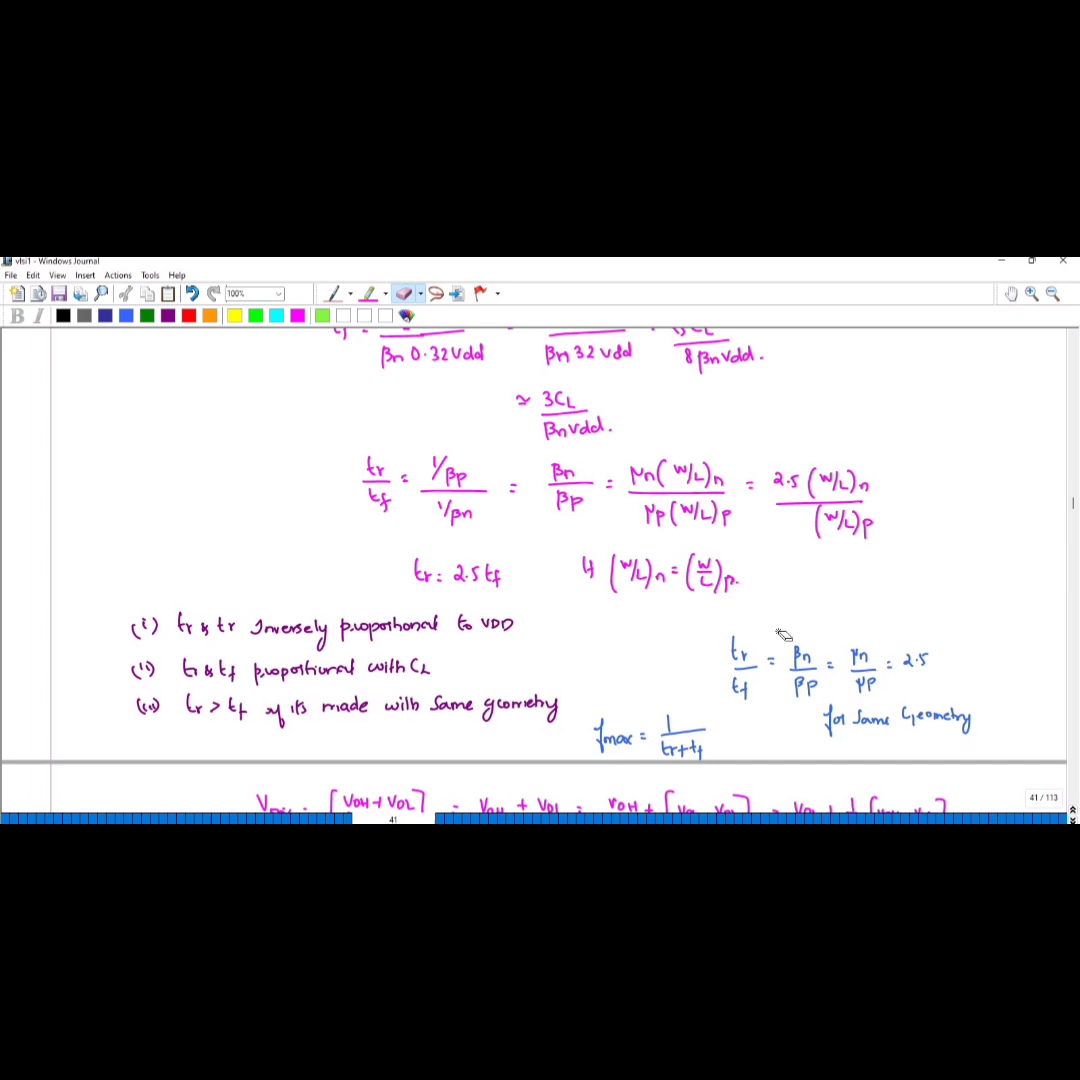 vlsi1 - Windows Journal
File Edit View Insert Actions Tools Help
100%
B I
βn 0.32Vdd βn 32 Vdd 8 βn Vdd.
≃ 3CL / βn Vdd.
tr/tf = (1/βp)/(1/βn) = βn/βp = μn(W/L)n / μp(W/L)p = 2.5 (W/L)n / (W/L)p
tr = 2.5 tf (W/L)n = (W/L)p.
(i) tr & tr Inversely proportional to VDD
(ii) tr & tf proportional with CL
(iii) tr > tf if its made with Same geometry
tr/tf = βn/βp = μn/μp = 2.5
for Same Geometry
fmax = 1/(tr+tf)
41 / 113
[VOH + VOL]
41